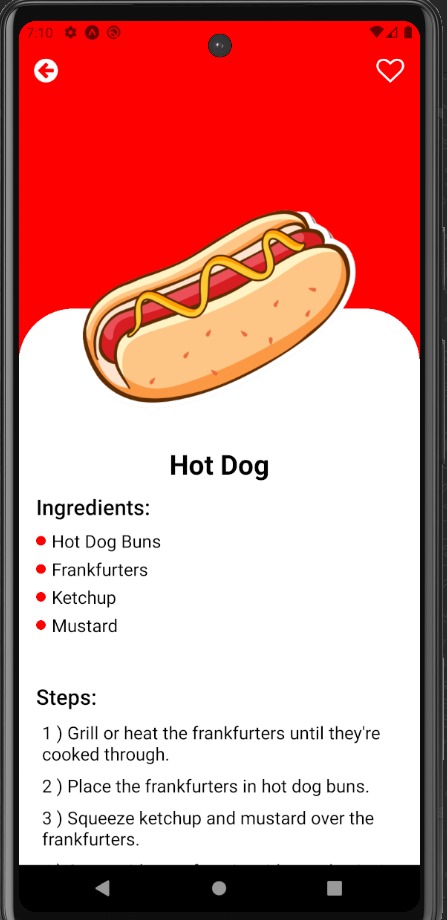 7:10
Hot Dog
Ingredients:
Hot Dog Buns
Frankfurters
Ketchup
Mustard
Steps:
1 ) Grill or heat the frankfurters until they're
cooked through.
2 ) Place the frankfurters in hot dog buns.
3 ) Squeeze ketchup and mustard over the
frankfurters.